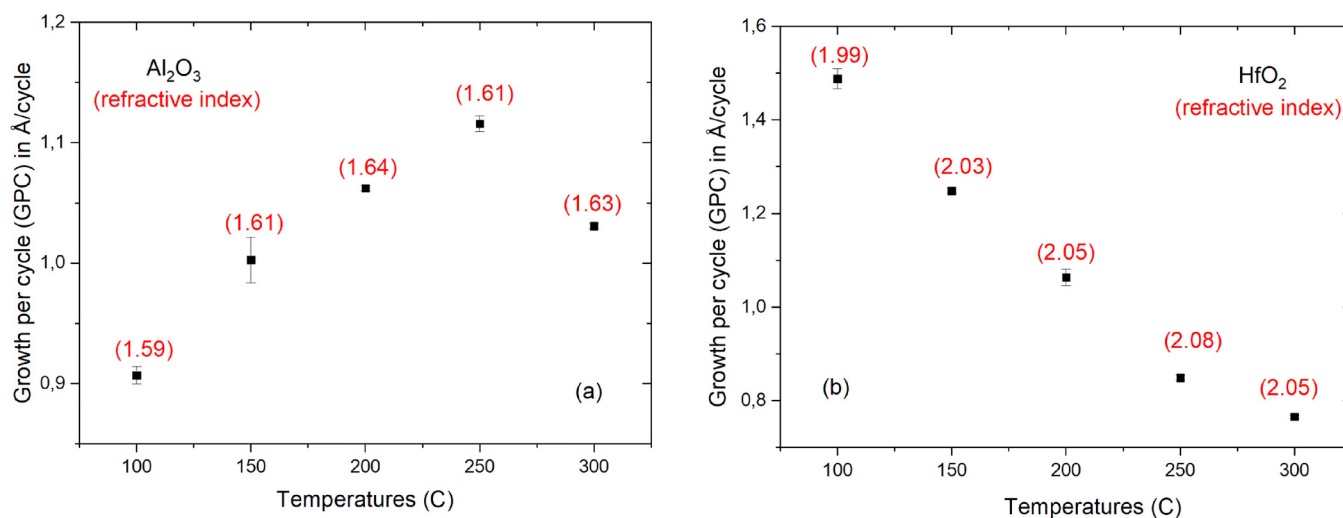 Growth per cycle (GPC) in Å/cycle
1,2
1,1
1,0
0,9
Al₂O₃
(refractive index)
(1.59)
(1.61)
(1.64)
(1.61)
(1.63)
(a)
100 150 200 250 300
Temperatures (C)
Growth per cycle (GPC) in Å/cycle
1,6
1,4
1,2
1,0
0,8
HfO₂
(refractive index)
(1.99)
(2.03)
(2.05)
(2.08)
(2.05)
(b)
100 150 200 250 300
Temperatures (C)